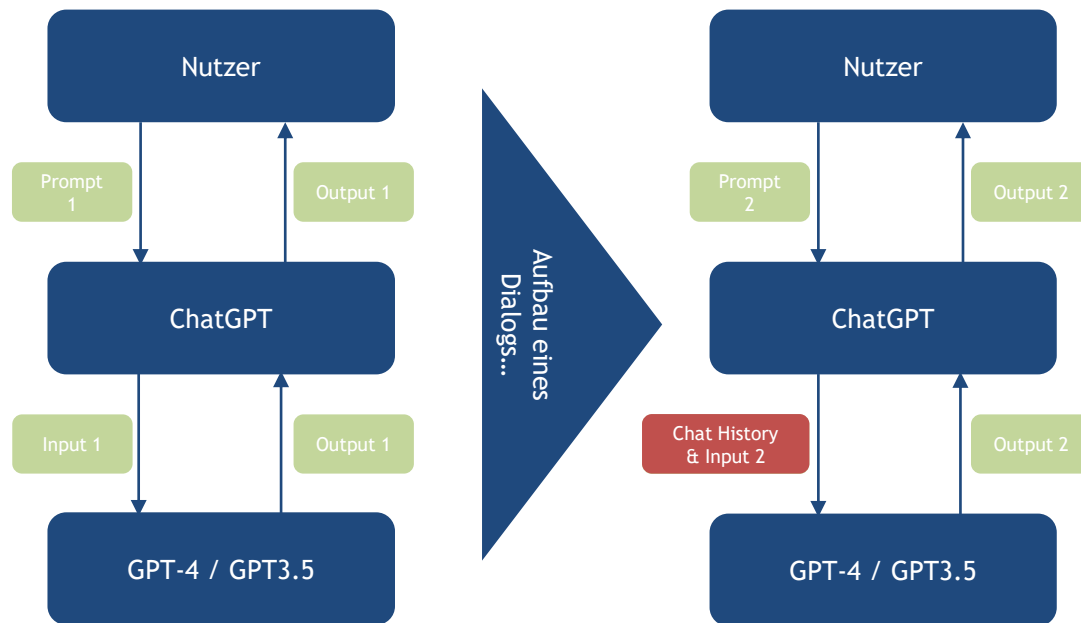 Nutzer
Prompt
1
Output 1
ChatGPT
Input 1
Output 1
GPT-4 / GPT3.5
Aufbau eines
Dialogs...
Nutzer
Prompt
2
Output 2
ChatGPT
Chat History
& Input 2
Output 2
GPT-4 / GPT3.5